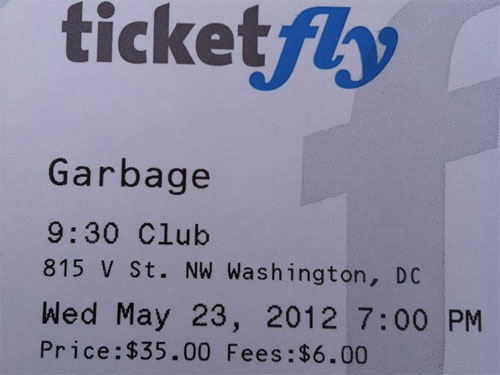 ticketfly
Garbage
9:30 Club
815 V St. NW Washington, DC
Wed May 23, 2012 7:00 PM
Price:$35.00 Fees:$6.00